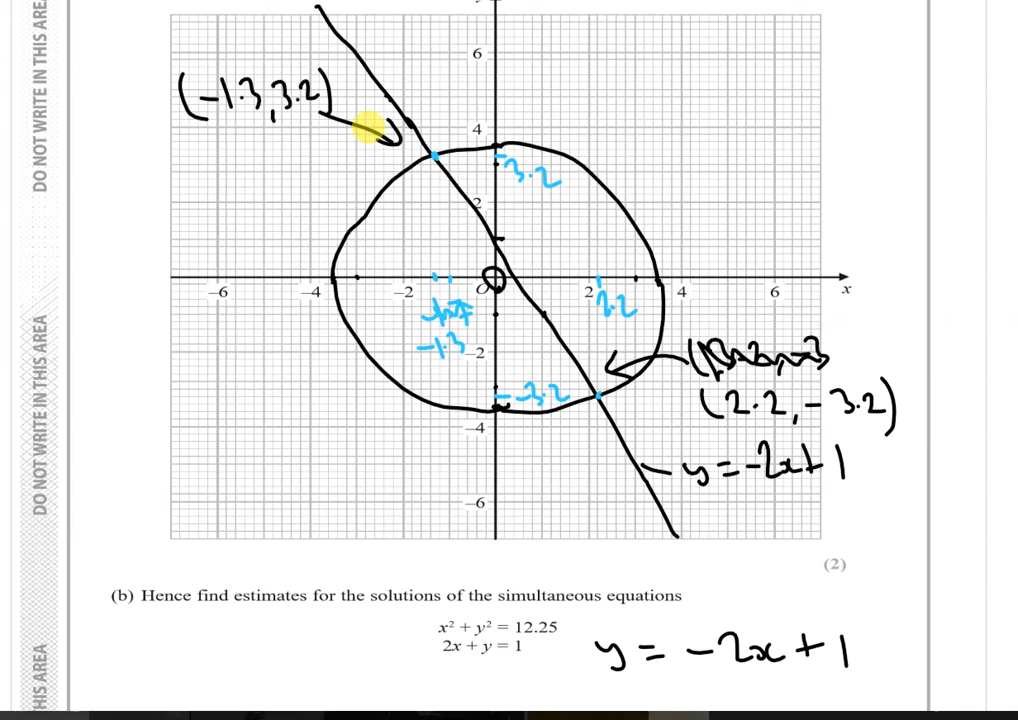 DO NOT WRITE IN THIS AREA
DO NOT WRITE IN THIS AREA
THIS AREA
6
(-1.3, 3.2)
4
3.2
2
-6
-4
-2
O
2
4
6
x
2.2
-1.3
-2
-3.2
(2.2, -3.2)
-4
y = -2x + 1
-6
(2)
(b) Hence find estimates for the solutions of the simultaneous equations
x² + y² = 12.25
2x + y = 1
y = -2x + 1